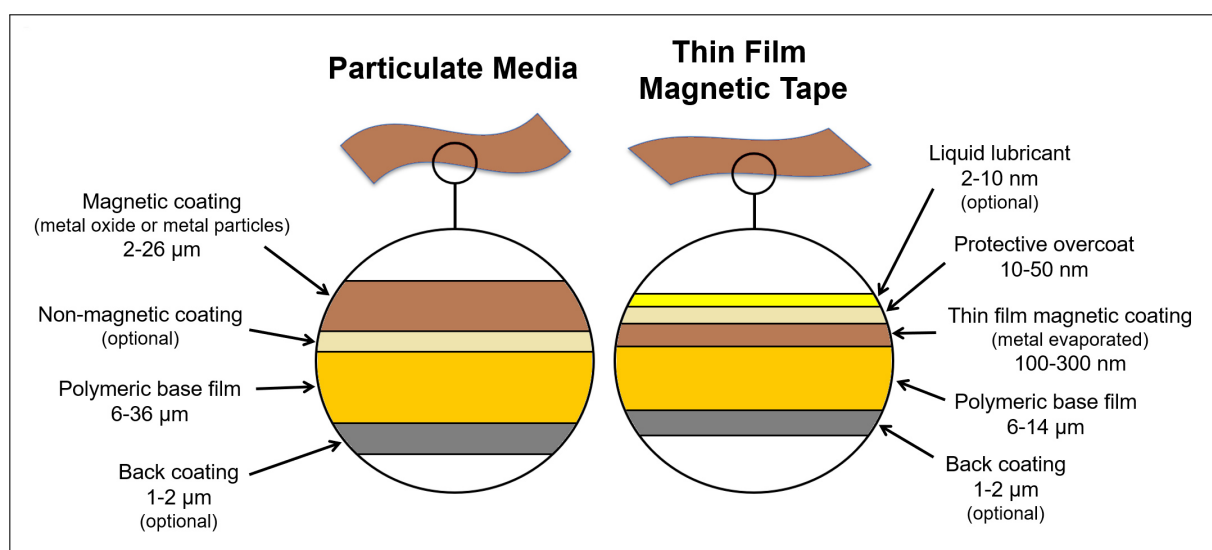 Particulate Media
Magnetic coating
(metal oxide or metal particles)
2-26 µm
Non-magnetic coating
(optional)
Polymeric base film
6-36 µm
Back coating
1-2 µm
(optional)
Thin Film
Magnetic Tape
Liquid lubricant
2-10 nm
(optional)
Protective overcoat
10-50 nm
Thin film magnetic coating
(metal evaporated)
100-300 nm
Polymeric base film
6-14 µm
Back coating
1-2 µm
(optional)